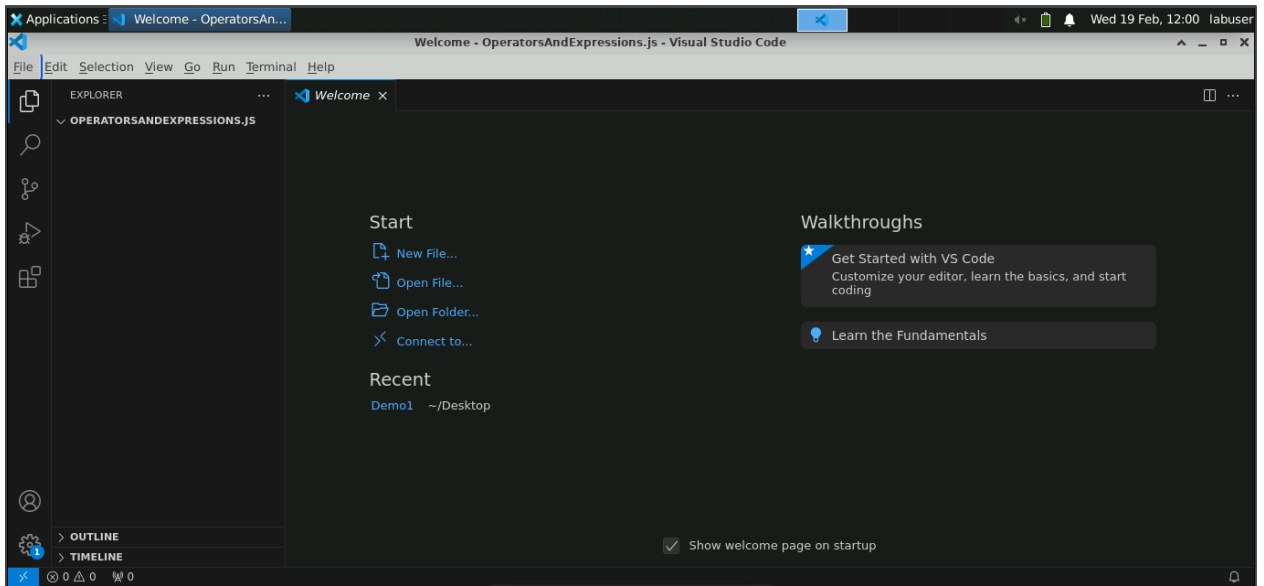 Applications Welcome - OperatorsAn... Wed 19 Feb, 12:00 labuser
Welcome - OperatorsAndExpressions.js - Visual Studio Code
File Edit Selection View Go Run Terminal Help
EXPLORER ... Welcome
OPERATORSANDEXPRESSIONS.JS
Start
New File...
Open File...
Open Folder...
Connect to...
Recent
Demo1 ~/Desktop
Walkthroughs
Get Started with VS Code
Customize your editor, learn the basics, and start
coding
Learn the Fundamentals
Show welcome page on startup
OUTLINE
TIMELINE
1
0 0 0